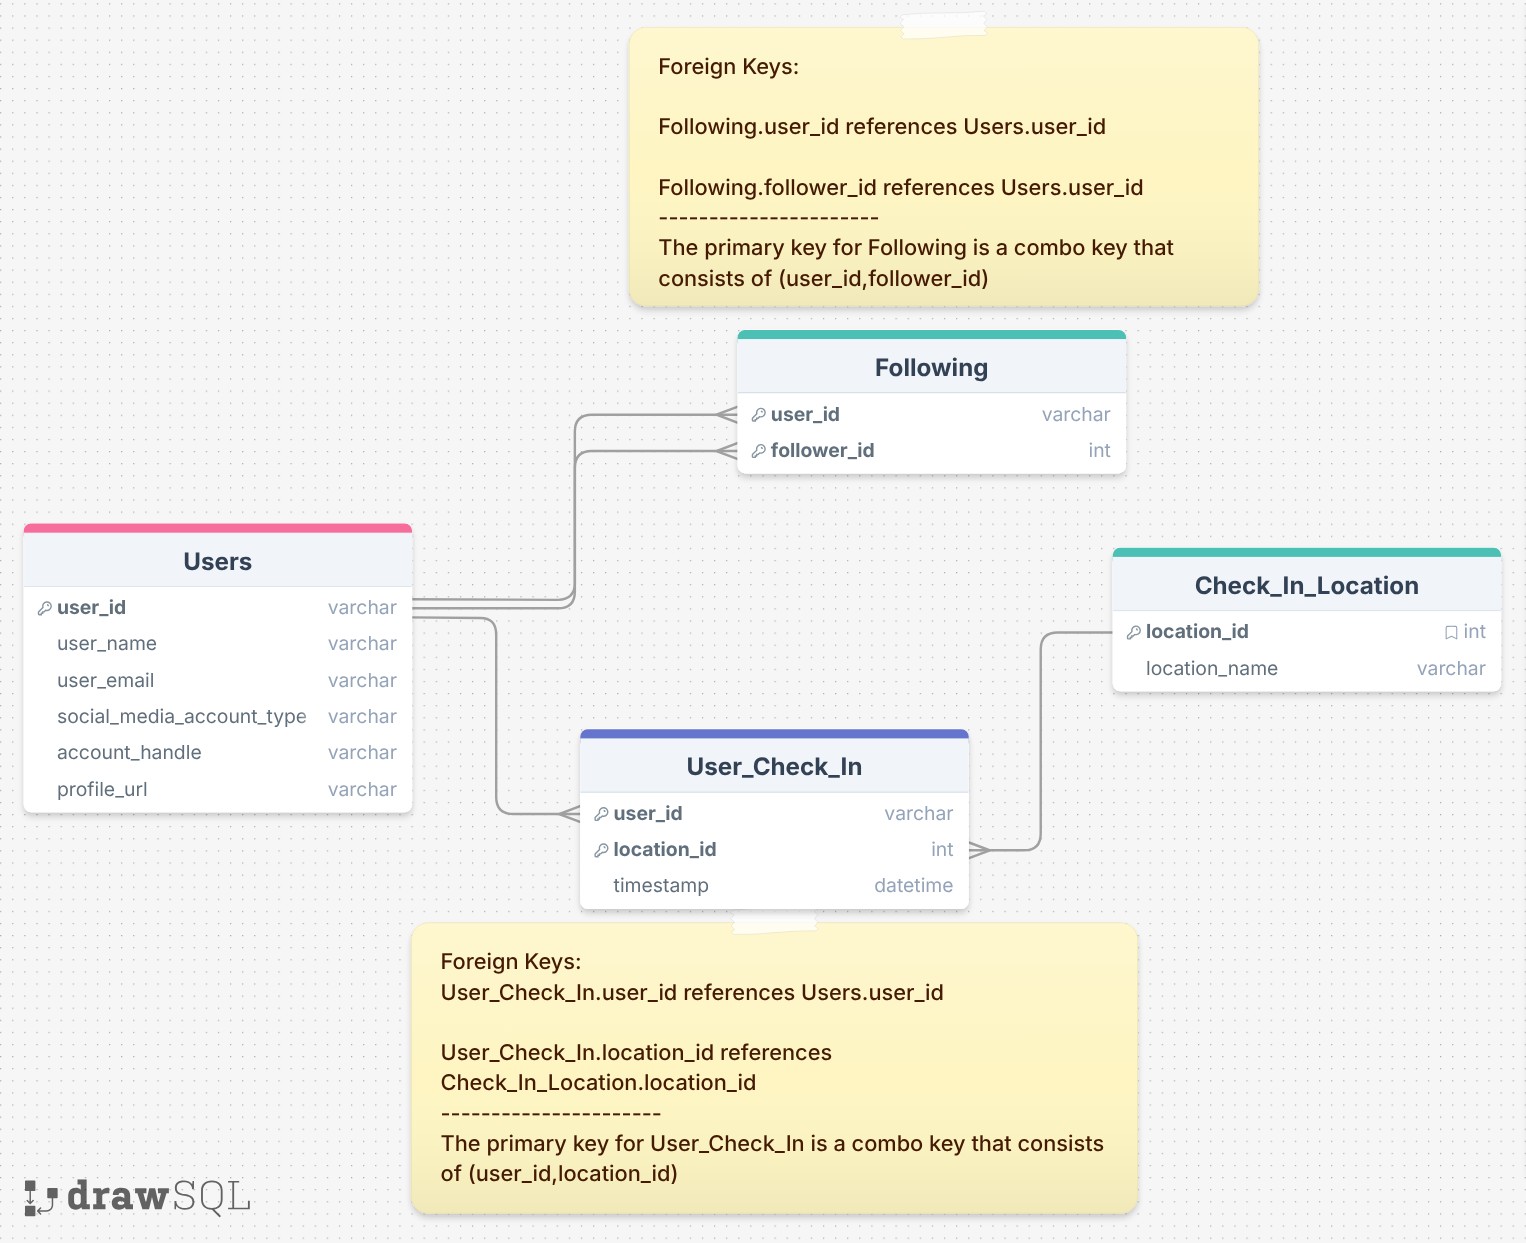 Foreign Keys:
Following.user_id references Users.user_id
Following.follower_id references Users.user_id
----------------------
The primary key for Following is a combo key that
consists of (user_id,follower_id)
Following
user_id varchar
follower_id int
Users
user_id varchar
user_name varchar
user_email varchar
social_media_account_type varchar
account_handle varchar
profile_url varchar
Check_In_Location
location_id int
location_name varchar
User_Check_In
user_id varchar
location_id int
timestamp datetime
Foreign Keys:
User_Check_In.user_id references Users.user_id
User_Check_In.location_id references
Check_In_Location.location_id
----------------------
The primary key for User_Check_In is a combo key that consists
of (user_id,location_id)
drawSQL